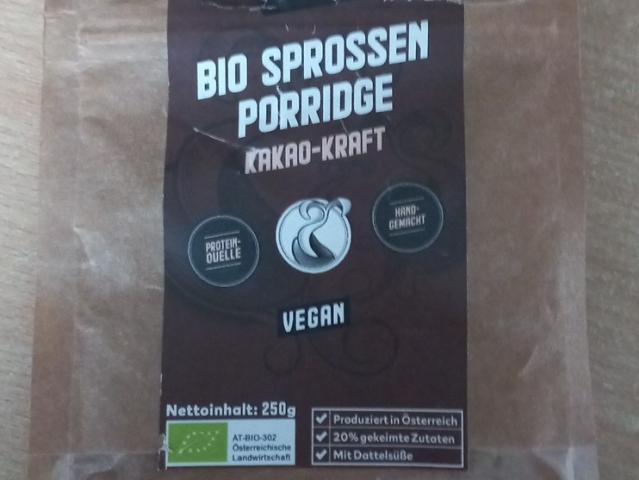 BIO SPROSSEN
PORRIDGE
KAKAO-KRAFT
PROTEIN-
QUELLE
HAND-
GEMACHT
VEGAN
Nettoinhalt: 250g
AT-BIO-302
Österreichische
Landwirtschaft
Produziert in Österreich
20% gekeimte Zutaten
Mit Dattelsüße